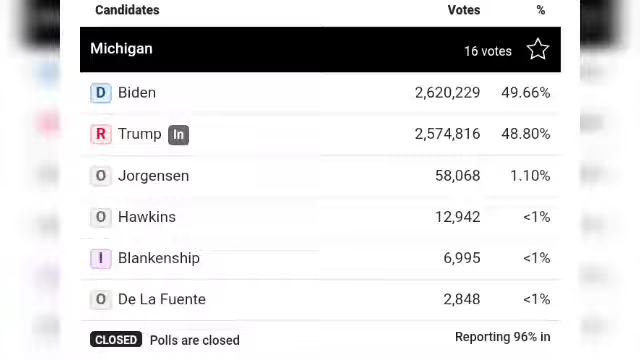 Candidates Votes %
Michigan 16 votes
D Biden 2,620,229 49.66%
R Trump In 2,574,816 48.80%
O Jorgensen 58,068 1.10%
O Hawkins 12,942 <1%
I Blankenship 6,995 <1%
O De La Fuente 2,848 <1%
CLOSED Polls are closed Reporting 96% in